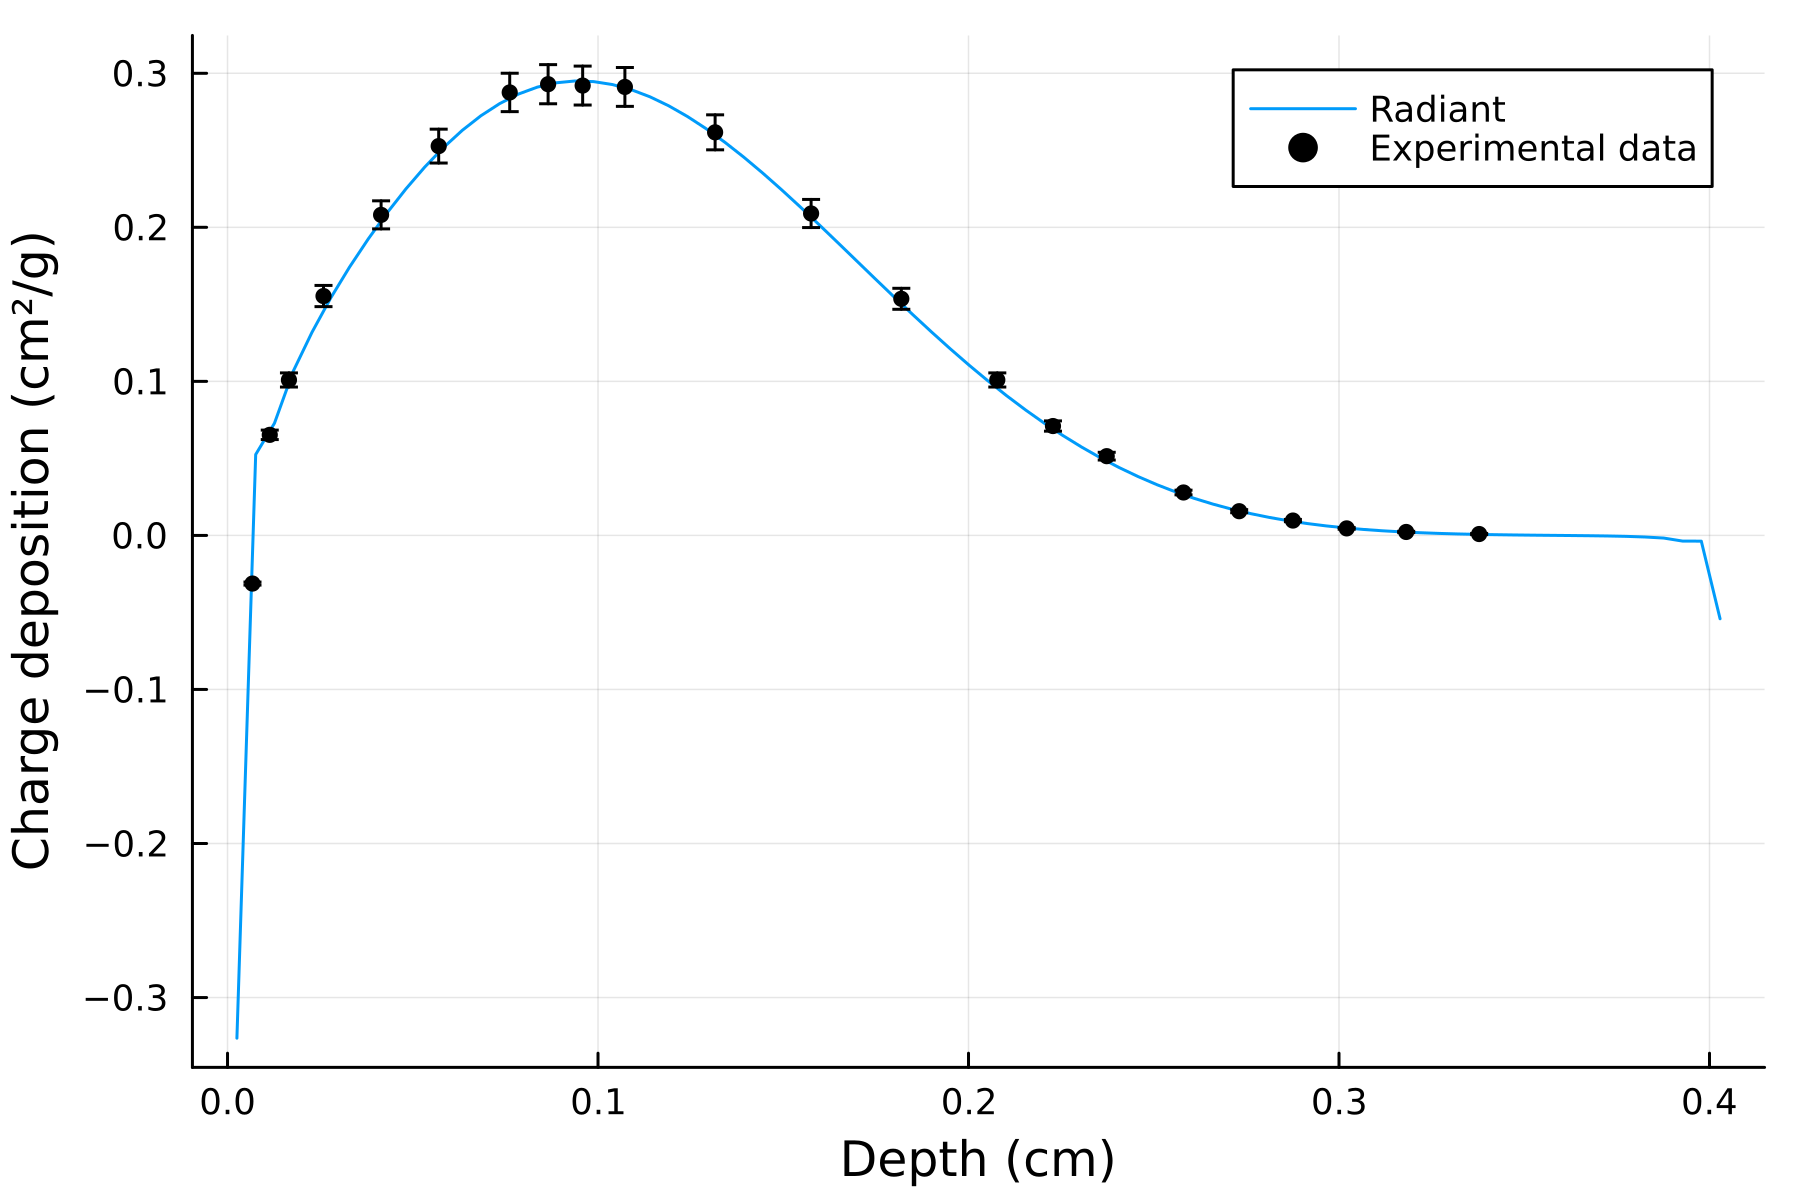 0.3
0.2
0.1
0.0
−0.1
−0.2
−0.3
Charge deposition (cm²/g)
Radiant
Experimental data
0.0 0.1 0.2 0.3 0.4
Depth (cm)